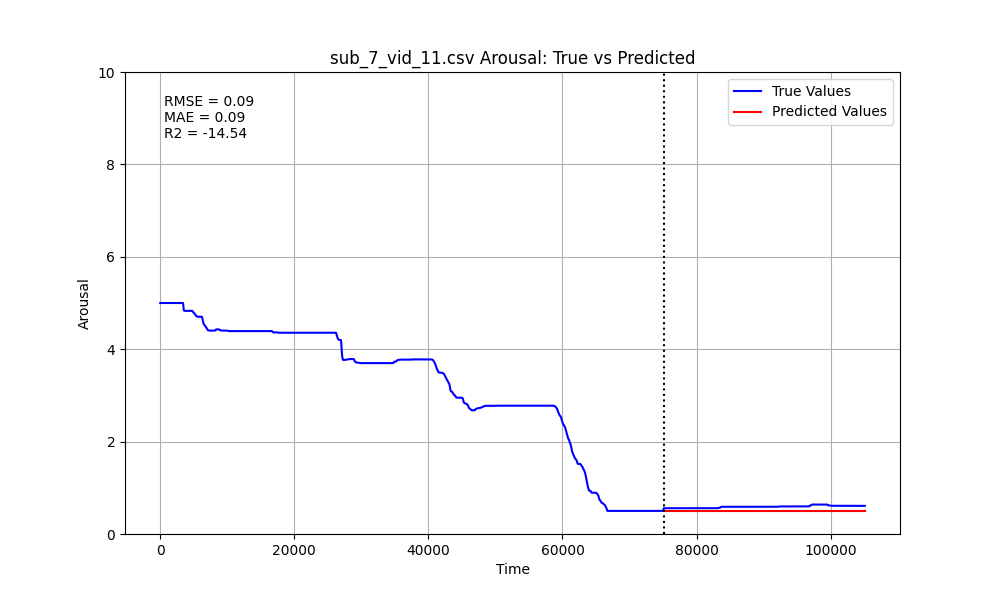 sub_7_vid_11.csv Arousal: True vs Predicted
RMSE = 0.09
MAE = 0.09
R2 = -14.54
True Values
Predicted Values
10
8
6
4
2
0
Arousal
0 20000 40000 60000 80000 100000
Time